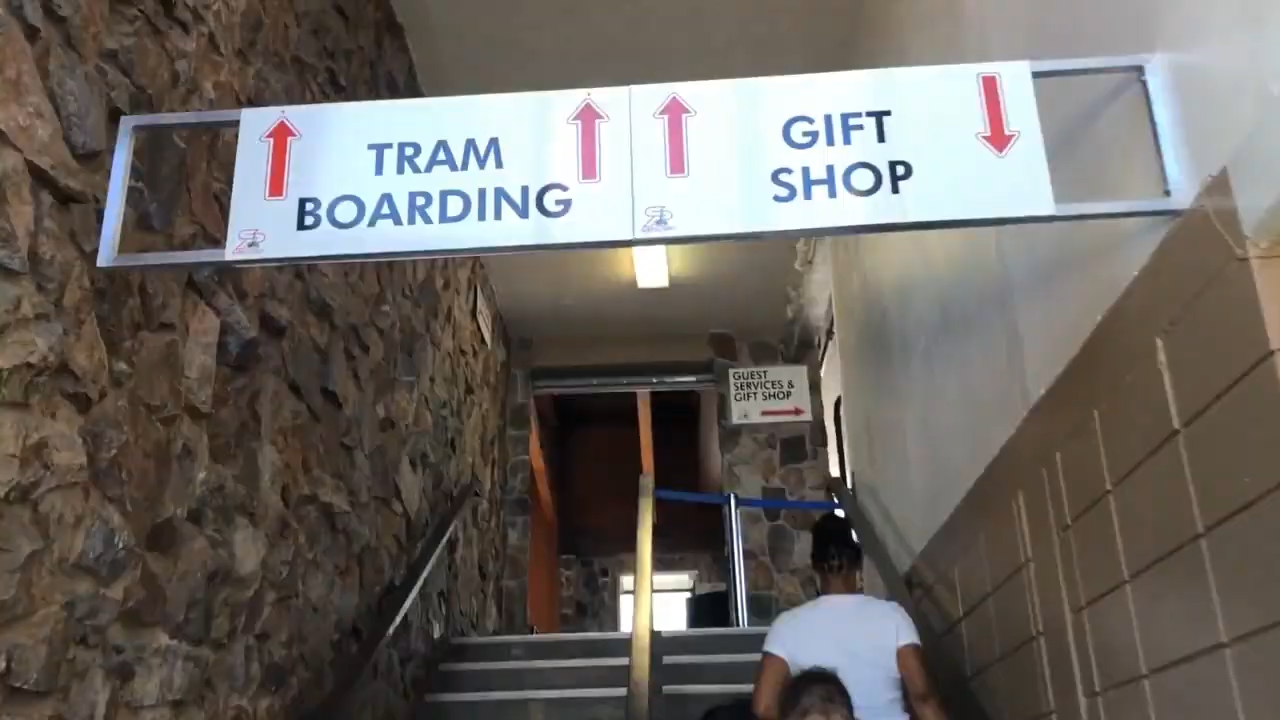 TRAM
BOARDING
GIFT
SHOP
GUEST
SERVICES &
GIFT SHOP